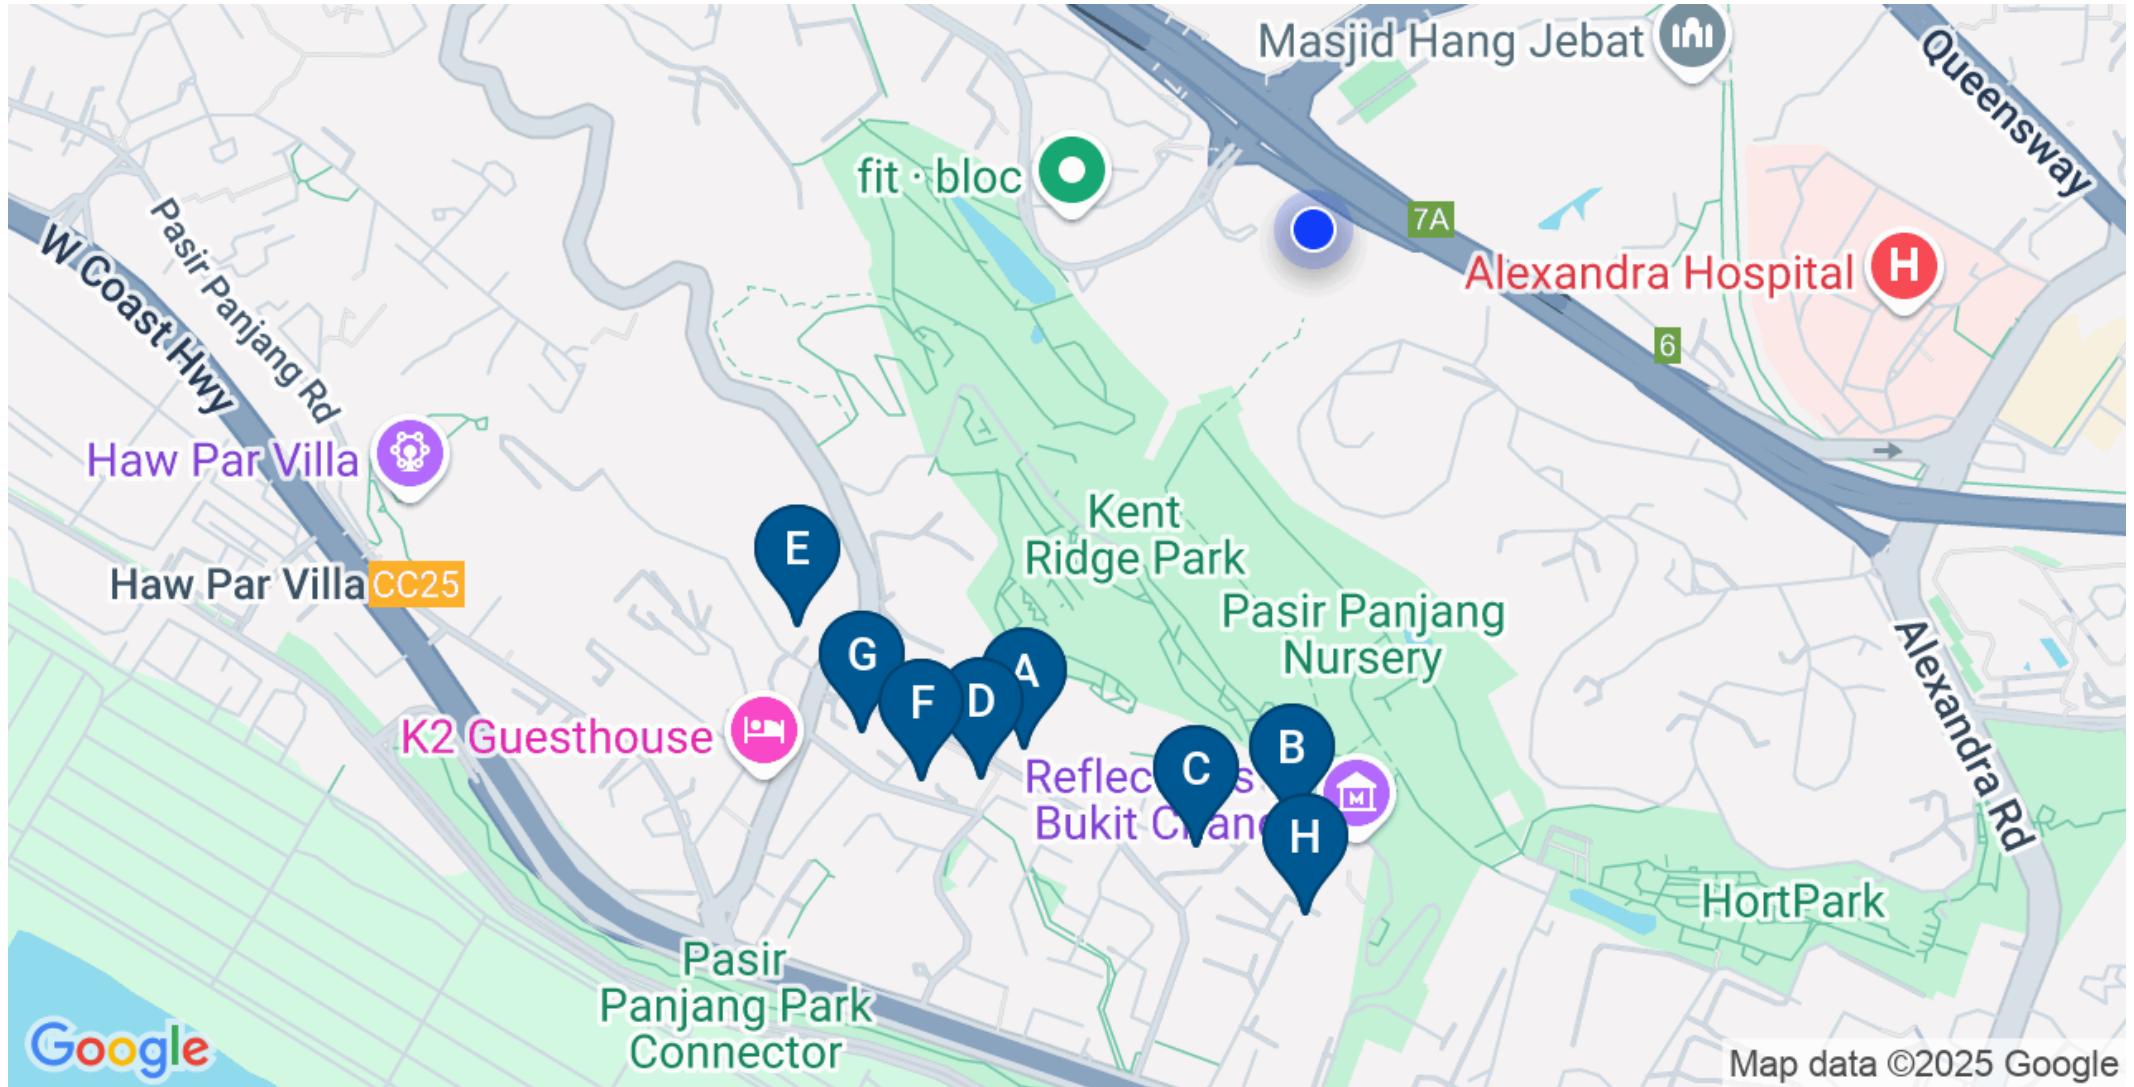 Masjid Hang Jebat
Queensway
fit · bloc
7A
Pasir Panjang Rd
W Coast Hwy
Alexandra Hospital
H
6
Haw Par Villa
Kent
Ridge Park
E
Haw Par Villa
CC25
Pasir Panjang
Nursery
G
A
F
D
Alexandra Rd
K2 Guesthouse
B
C
Bukit
H
M
HortPark
Pasir
Panjang Park
Connector
Google
Map data ©2025 Google